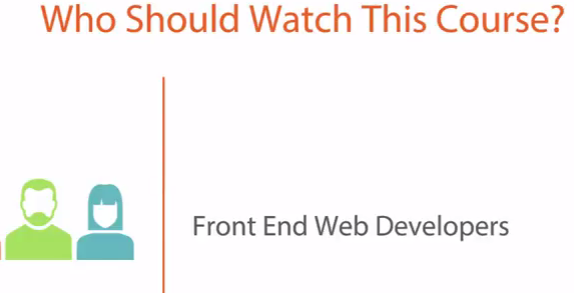 Who Should Watch This Course?
Front End Web Developers